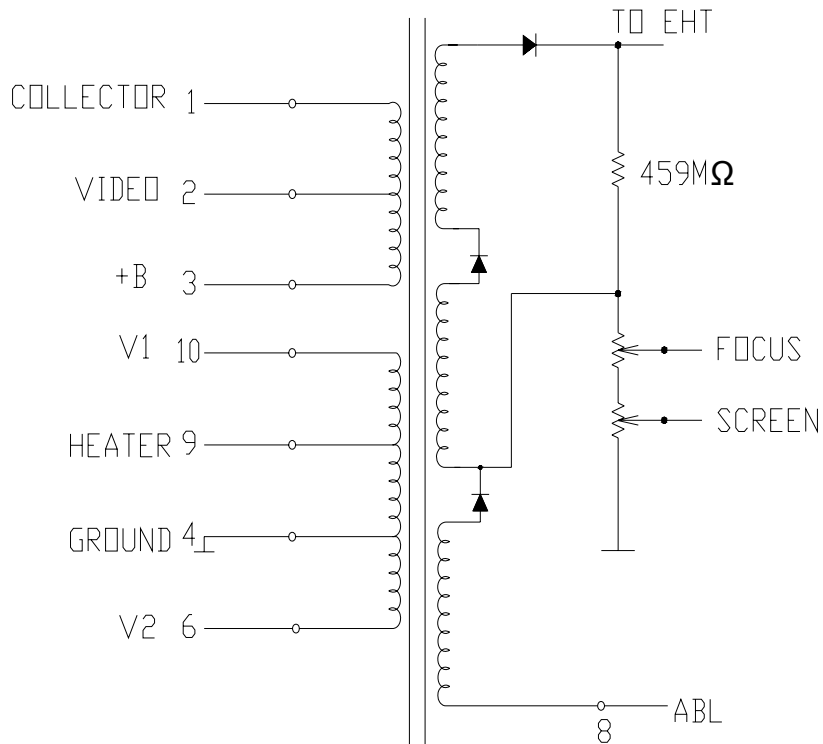 TO EHT
COLLECTOR 1
459MΩ
VIDEO 2
+B 3
V1 10
FOCUS
SCREEN
HEATER 9
GROUND 4
V2 6
ABL
8